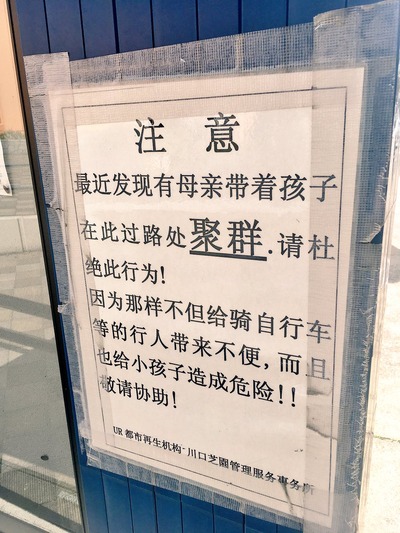 注 意
最近发现有母亲带着孩子
在此过路处聚群.请杜
绝此行为!
因为那样不但给骑自行车
等的行人带来不便,而且
也给小孩子造成危险!!
敬请协助!
UR 都市再生机构·川口芝園管理服务事务所